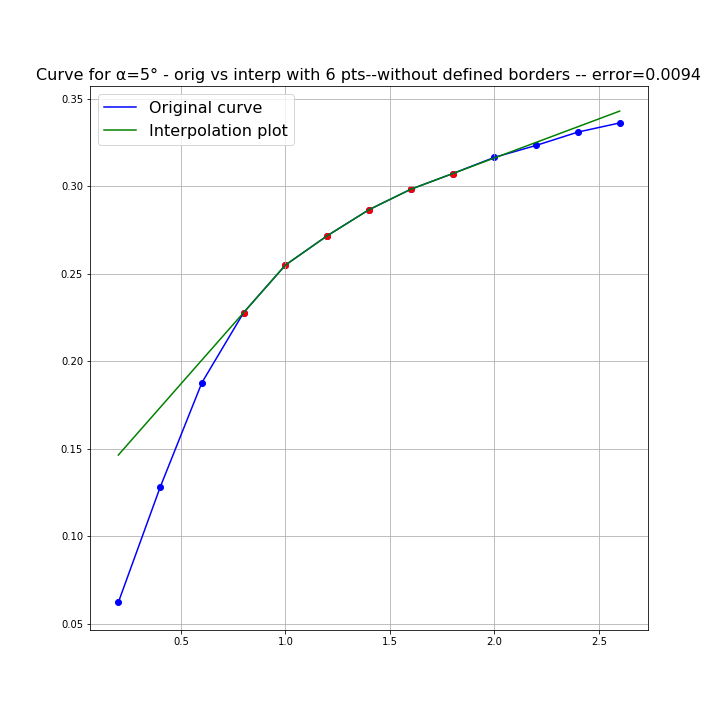 Curve for α=5° - orig vs interp with 6 pts--without defined borders -- error=0.0094
Original curve
Interpolation plot
0.35
0.30
0.25
0.20
0.15
0.10
0.05
0.5 1.0 1.5 2.0 2.5